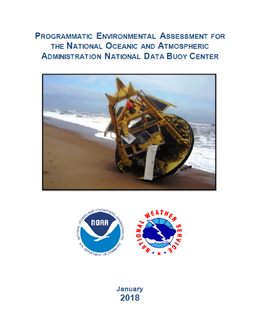 PROGRAMMATIC ENVIRONMENTAL ASSESSMENT FOR
THE NATIONAL OCEANIC AND ATMOSPHERIC
ADMINISTRATION NATIONAL DATA BUOY CENTER
NOAA
NATIONAL WEATHER SERVICE
January
2018